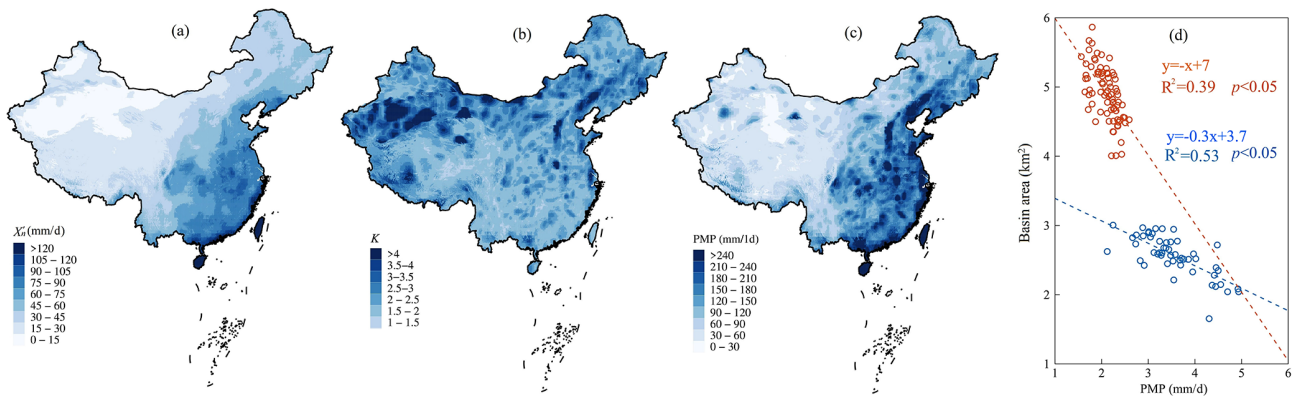 (a)
X̄ₙ (mm/d)
>120
105 – 120
90 – 105
75 – 90
60 – 75
45 – 60
30 – 45
15 – 30
0 – 15
(b)
K
>4
3.5–4
3–3.5
2.5–3
2 – 2.5
1.5 – 2
1 – 1.5
(c)
PMP (mm/1d)
>240
210 – 240
180 – 210
150 – 180
120 – 150
90 – 120
60 – 90
30 – 60
0 – 30
(d)
y=-x+7
R²=0.39 p<0.05
y=-0.3x+3.7
R²=0.53 p<0.05
Basin area (km²)
6
5
4
3
2
1
1 2 3 4 5 6
PMP (mm/d)